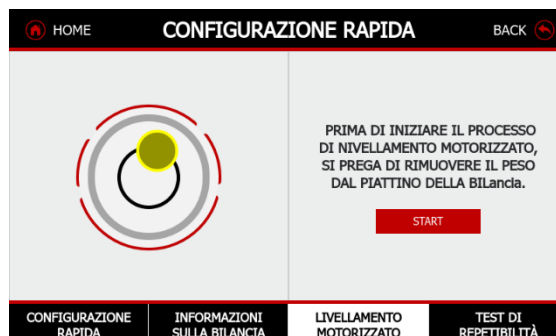 HOME
CONFIGURAZIONE RAPIDA
BACK
PRIMA DI INIZIARE IL PROCESSO
DI NIVELLAMENTO MOTORIZZATO,
SI PREGA DI RIMUOVERE IL PESO
DAL PIATTINO DELLA BILancia.
START
CONFIGURAZIONE
RAPIDA
INFORMAZIONI
SULLA BILANCIA
LIVELLAMENTO
MOTORIZZATO
TEST DI
REPETIBILITÀ